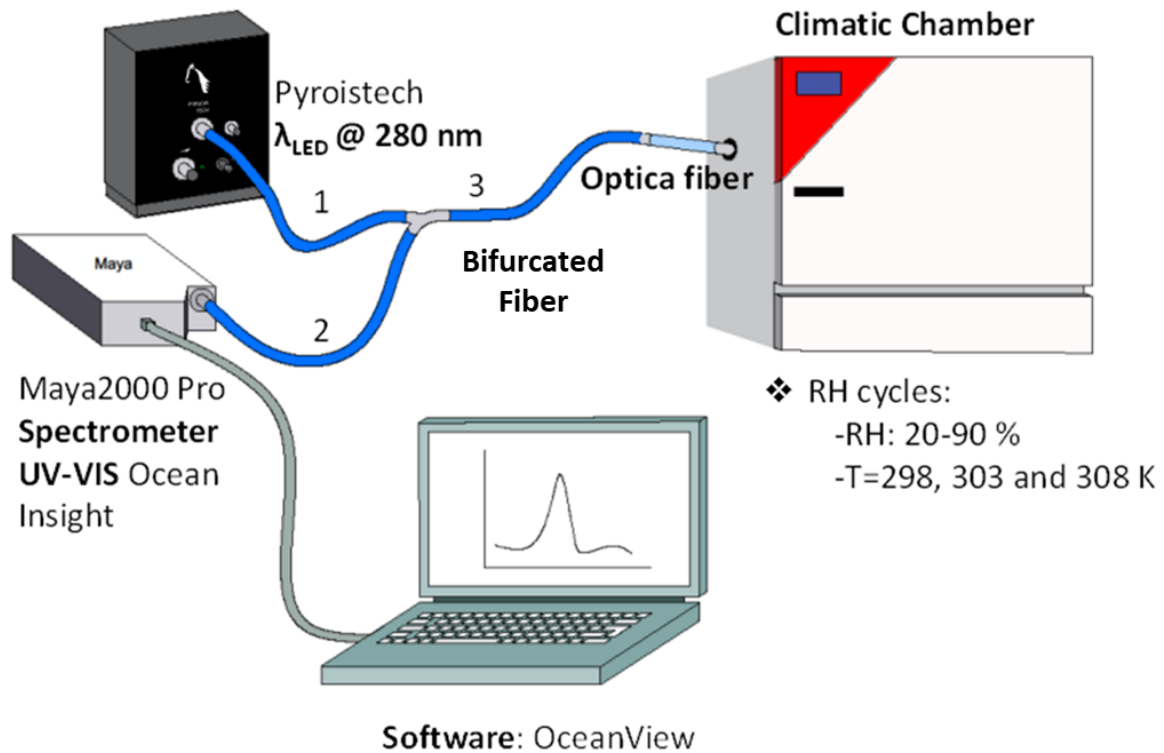 Climatic Chamber
Pyroistech
λLED @ 280 nm
1
3
Optica fiber
Maya
Bifurcated
Fiber
2
Maya2000 Pro
Spectrometer
UV-VIS Ocean
Insight
❖ RH cycles:
-RH: 20-90 %
-T=298, 303 and 308 K
Software: OceanView